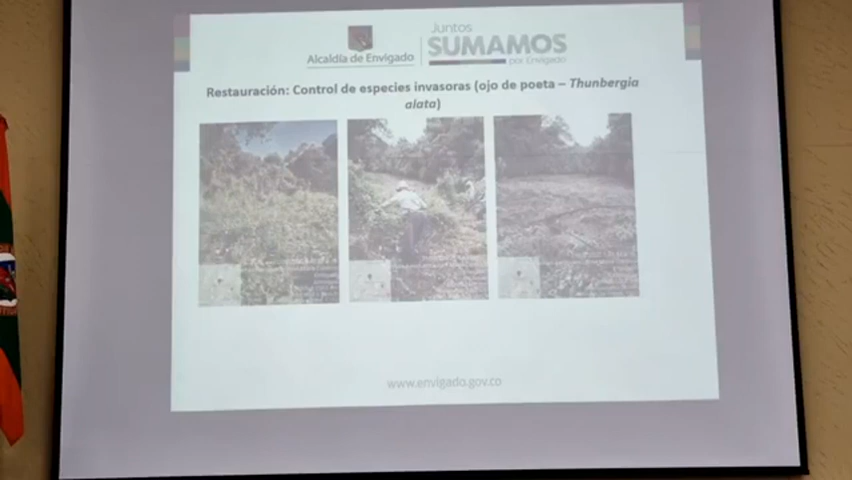 Alcaldía de Envigado
Juntos
SUMAMOS
por Envigado
Restauración: Control de especies invasoras (ojo de poeta – Thunbergia
alata)
www.envigado.gov.co